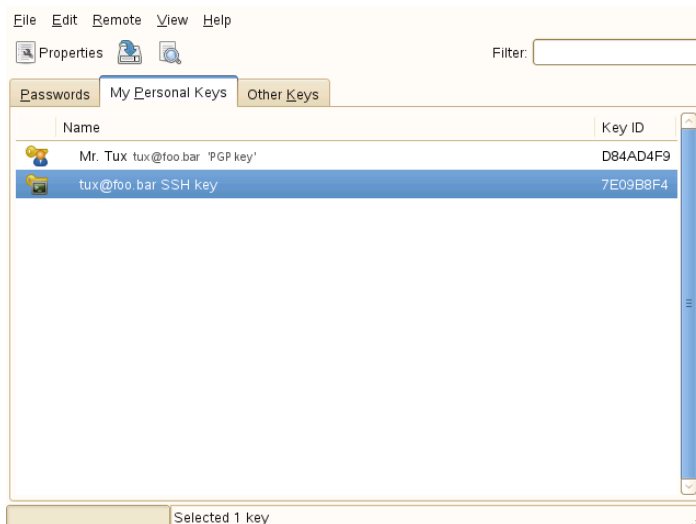 File Edit Remote View Help
Properties Filter:
Passwords My Personal Keys Other Keys
Name Key ID
Mr. Tux tux@foo.bar 'PGP key' D84AD4F9
tux@foo.bar SSH key 7E09B8F4
Selected 1 key